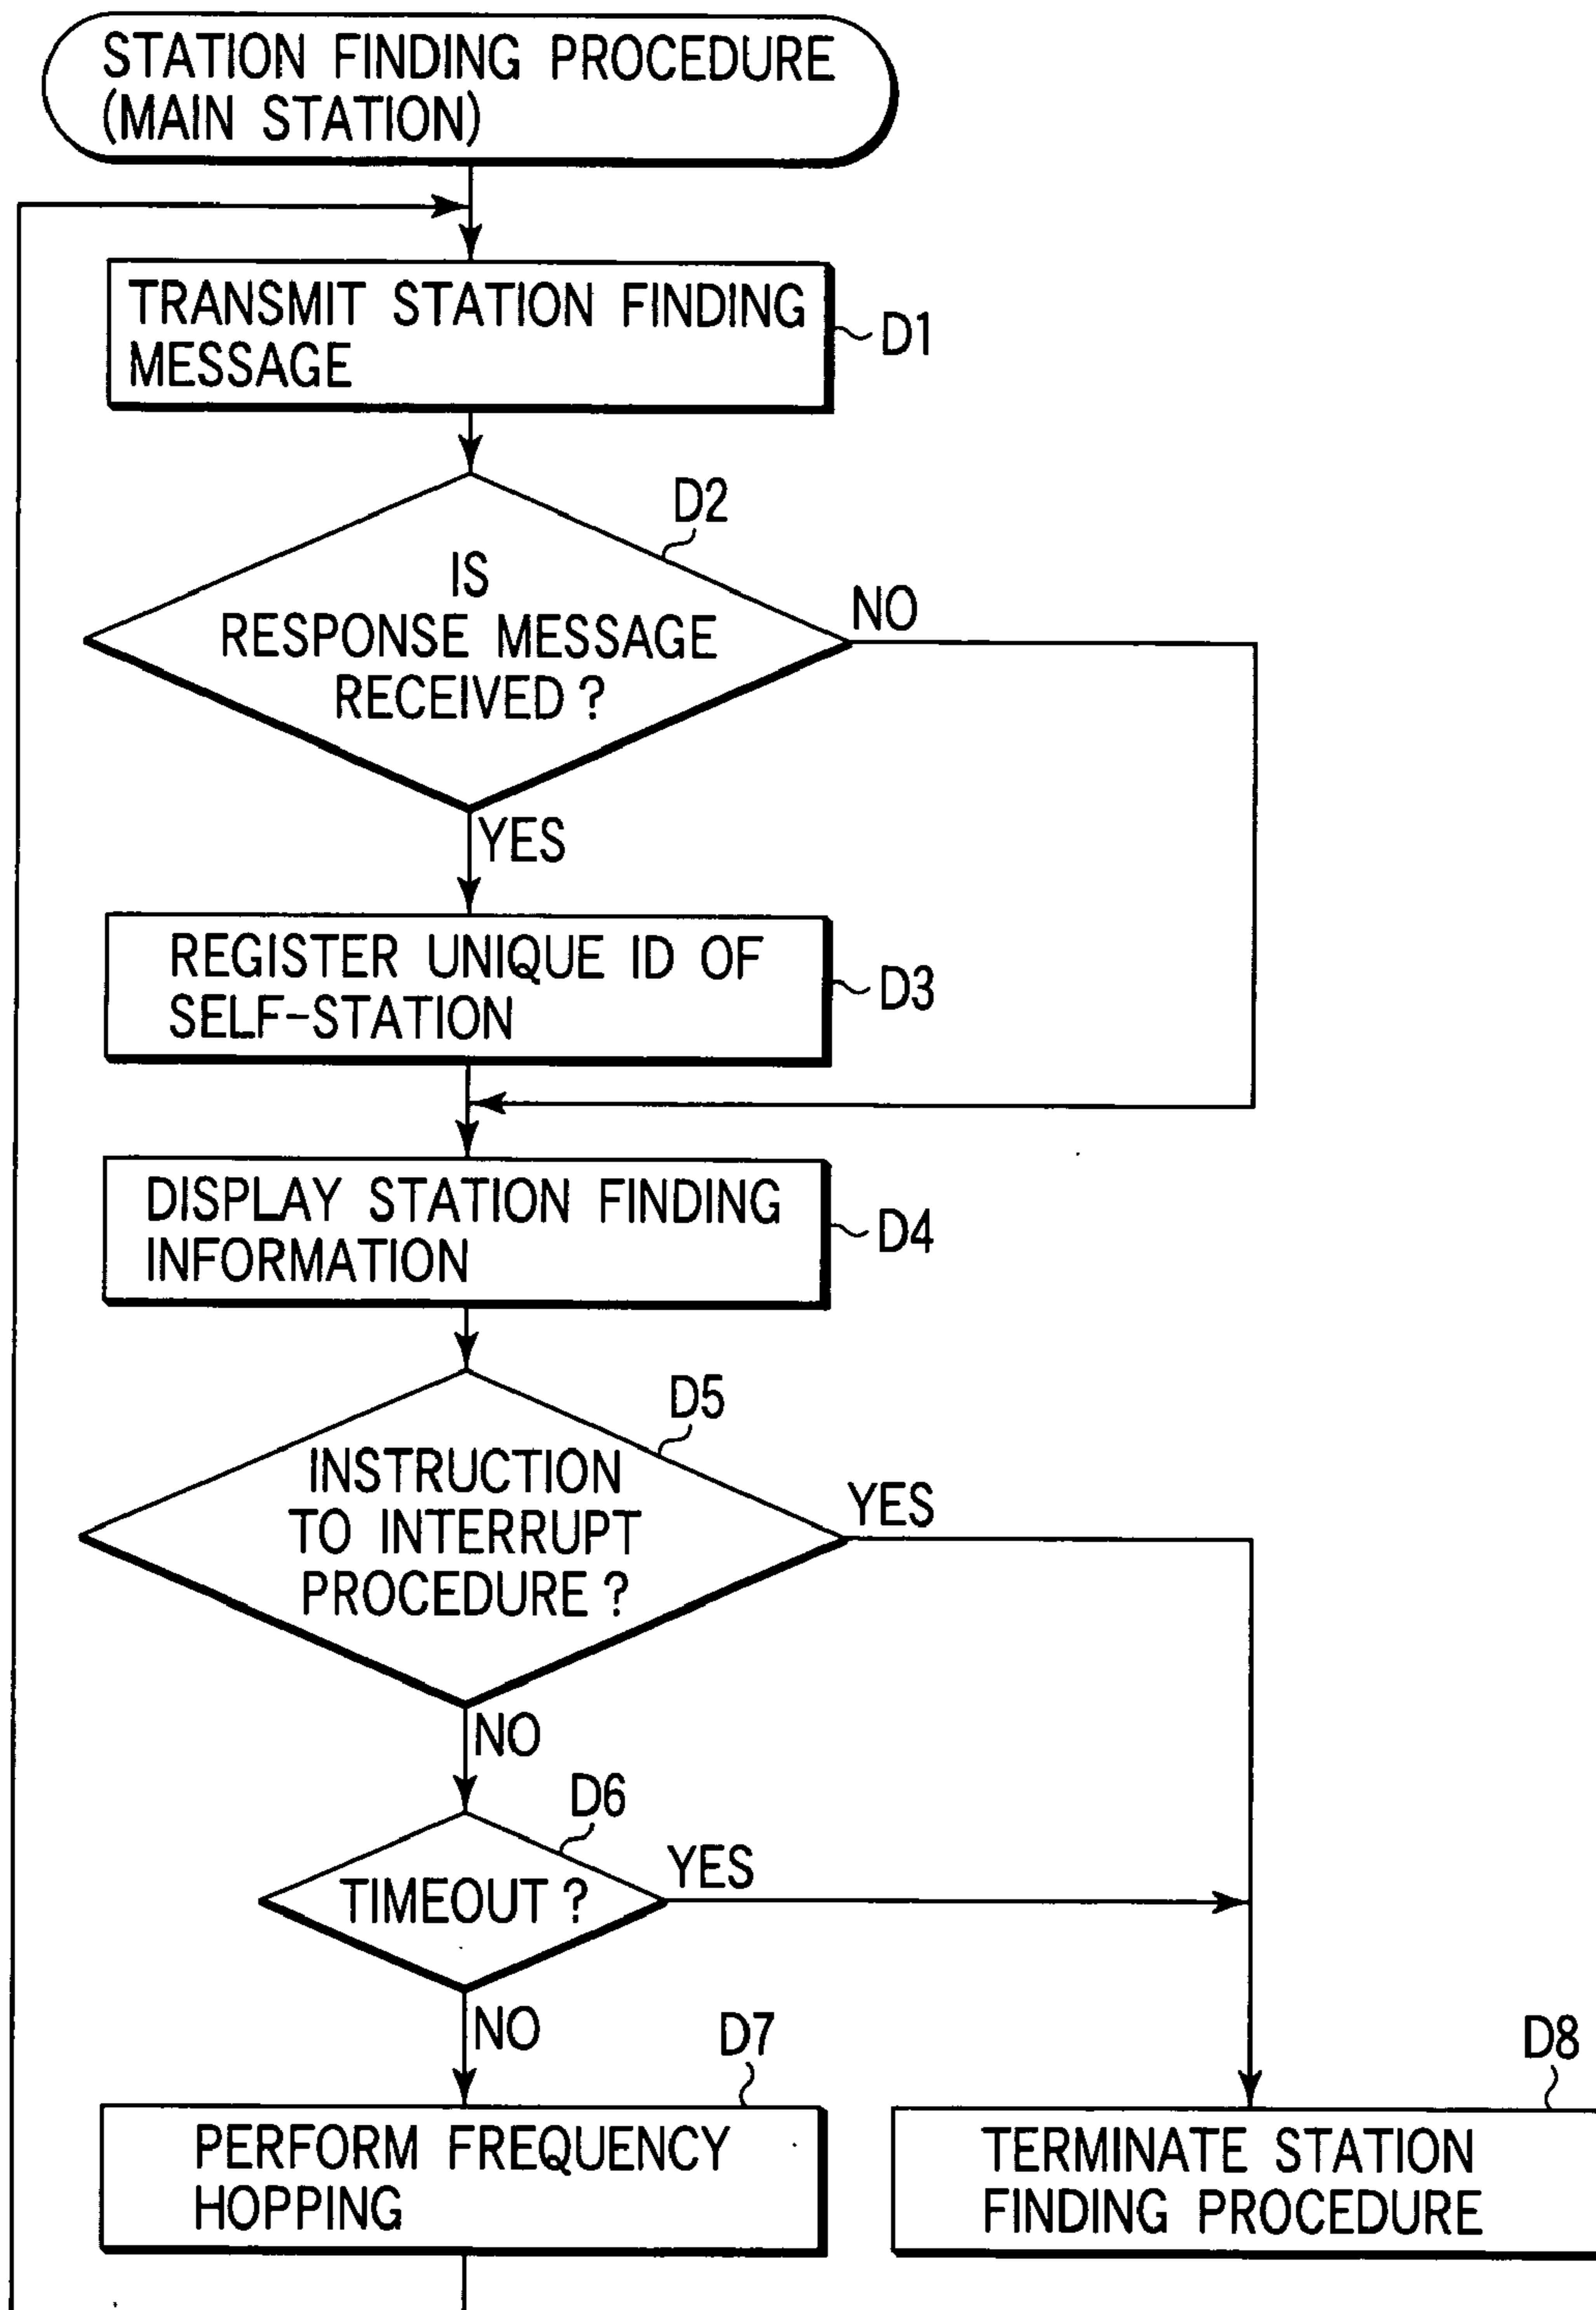 STATION FINDING PROCEDURE
(MAIN STATION)
TRANSMIT STATION FINDING
MESSAGE
D1
D2
IS
RESPONSE MESSAGE
RECEIVED ?
NO
YES
REGISTER UNIQUE ID OF
SELF-STATION
D3
DISPLAY STATION FINDING
INFORMATION
D4
D5
INSTRUCTION
TO INTERRUPT
PROCEDURE ?
YES
NO
D6
TIMEOUT ?
YES
NO
D7
D8
PERFORM FREQUENCY
HOPPING
TERMINATE STATION
FINDING PROCEDURE